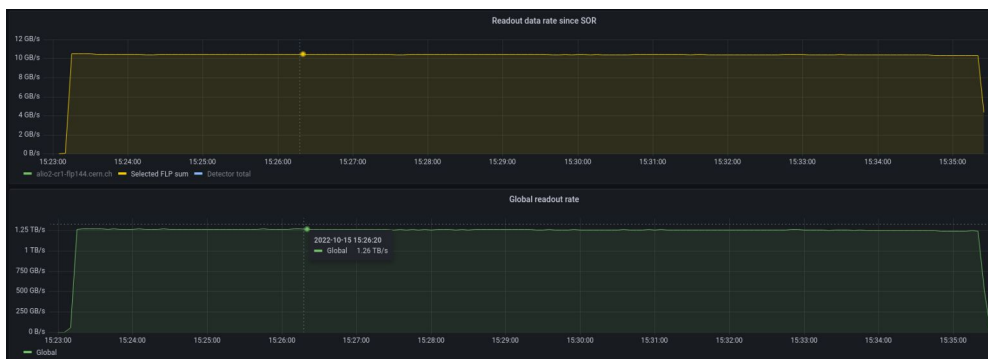 Readout data rate since SOR
12 GB/s
10 GB/s
8 GB/s
6 GB/s
4 GB/s
2 GB/s
0 B/s
15:23:00 15:24:00 15:25:00 15:26:00 15:27:00 15:28:00 15:29:00 15:30:00 15:31:00 15:32:00 15:33:00 15:34:00 15:35:00
alio2-cr1-flp144.cern.ch Selected FLP sum Detector total
Global readout rate
1.25 TB/s
1 TB/s
750 GB/s
500 GB/s
250 GB/s
0 B/s
2022-10-15 15:26:20
Global 1.26 TB/s
15:23:00 15:24:00 15:25:00 15:26:00 15:27:00 15:28:00 15:29:00 15:30:00 15:31:00 15:32:00 15:33:00 15:34:00 15:35:00
Global